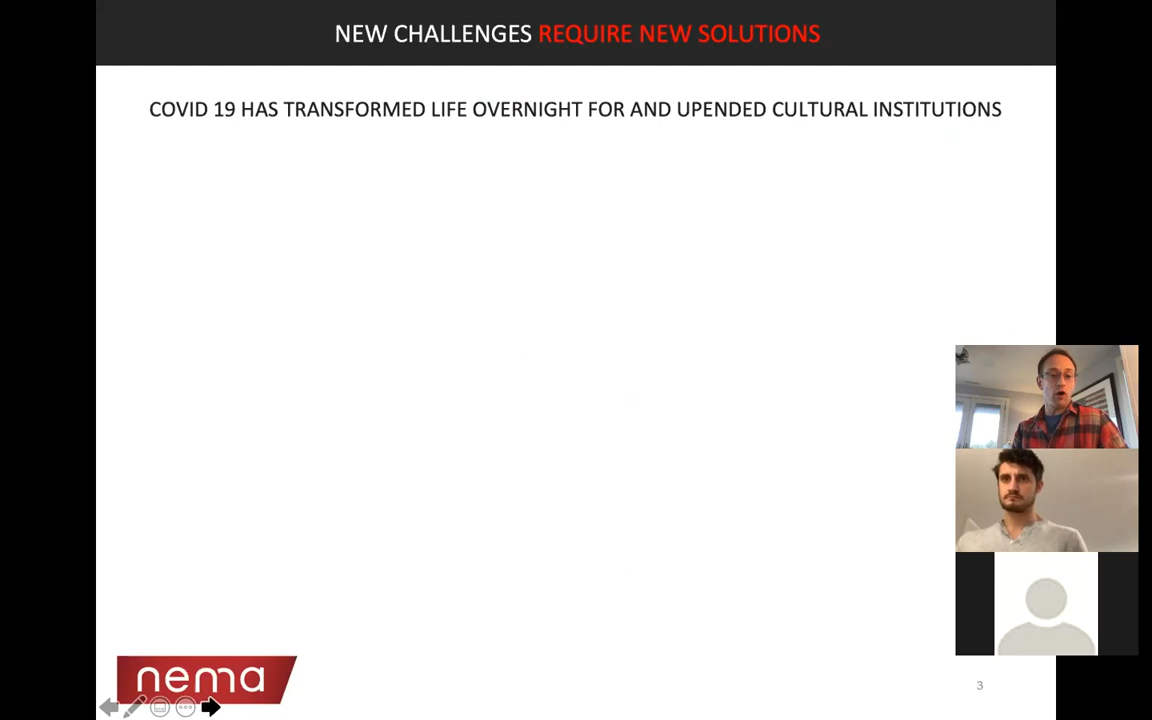 NEW CHALLENGES REQUIRE NEW SOLUTIONS
COVID 19 HAS TRANSFORMED LIFE OVERNIGHT FOR AND UPENDED CULTURAL INSTITUTIONS
nema
3